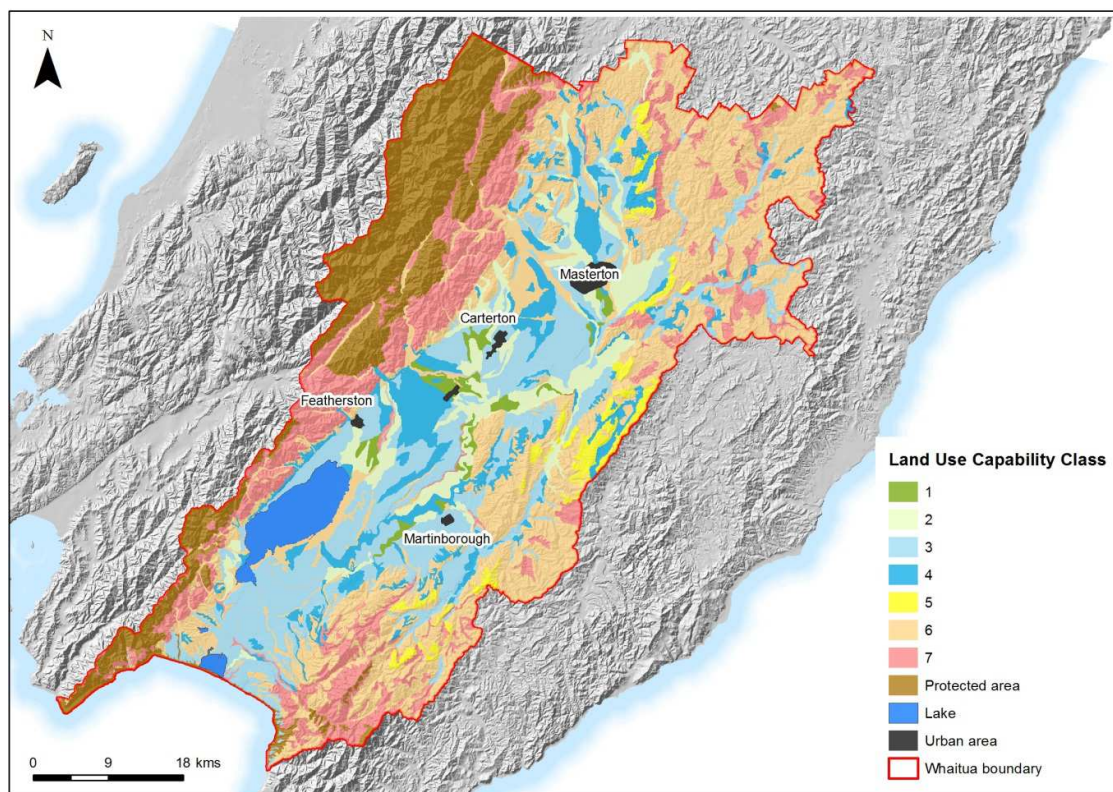 N
Masterton
Carterton
Featherston
Martinborough
Land Use Capability Class
1
2
3
4
5
6
7
Protected area
Lake
Urban area
Whaitua boundary
0 9 18 kms